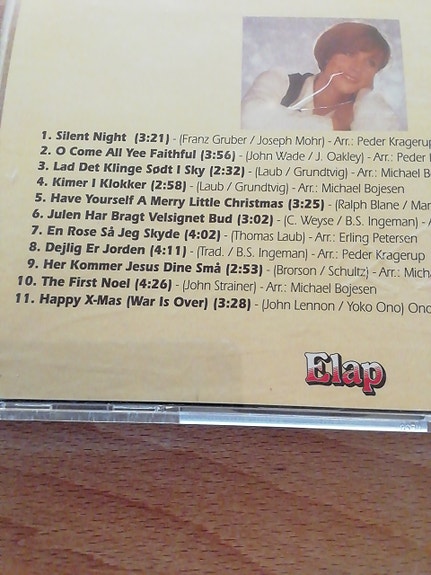 1. Silent Night (3:21) - (Franz Gruber / Joseph Mohr) - Arr.: Peder Kragerup
2. O Come All Yee Faithful (3:56) - (John Wade / J. Oakley) - Arr.: Peder
3. Lad Det Klinge Sødt I Sky (2:32) - (Laub / Grundtvig) - Arr.: Michael B
4. Kimer I Klokker (2:58) - (Laub / Grundtvig) - Arr.: Michael Bojesen
5. Have Yourself A Merry Little Christmas (3:25) - (Ralph Blane / Mar
6. Julen Har Bragt Velsignet Bud (3:02) - (C. Weyse / B.S. Ingeman) - A
7. En Rose Så Jeg Skyde (4:02) - (Thomas Laub) - Arr.: Erling Petersen
8. Dejlig Er Jorden (4:11) - (Trad. / B.S. Ingeman) - Arr.: Peder Kragerup
9. Her Kommer Jesus Dine Små (2:53) - (Brorson / Schultz) - Arr.: Micha
10. The First Noel (4:26) - (John Strainer) - Arr.: Michael Bojesen
11. Happy X-Mas (War Is Over) (3:28) - (John Lennon / Yoko Ono) Ono
Elap